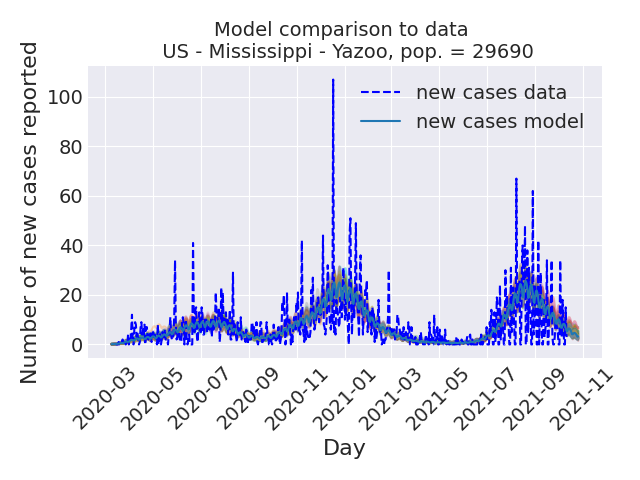 Model comparison to data
US - Mississippi - Yazoo, pop. = 29690
Number of new cases reported
100
80
60
40
20
0
new cases data
new cases model
2020-03
2020-05
2020-07
2020-09
2020-11
2021-01
2021-03
2021-05
2021-07
2021-09
2021-11
Day